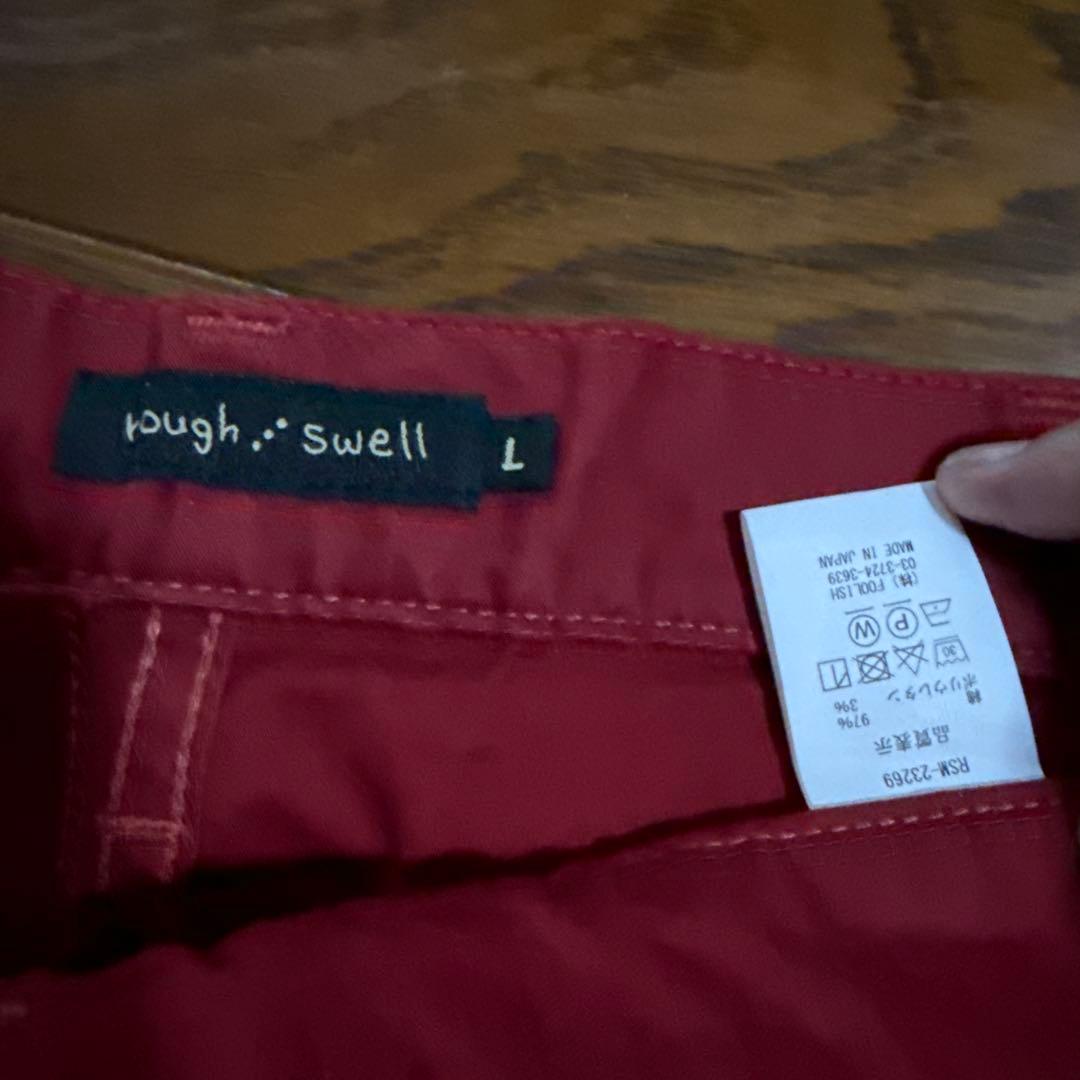 rough swell
L
RSM-23269
品質表示
綿 97%
ポリウレタン 3%
30
P W
(株) FOOLISH
03-3724-3639
MADE IN JAPAN